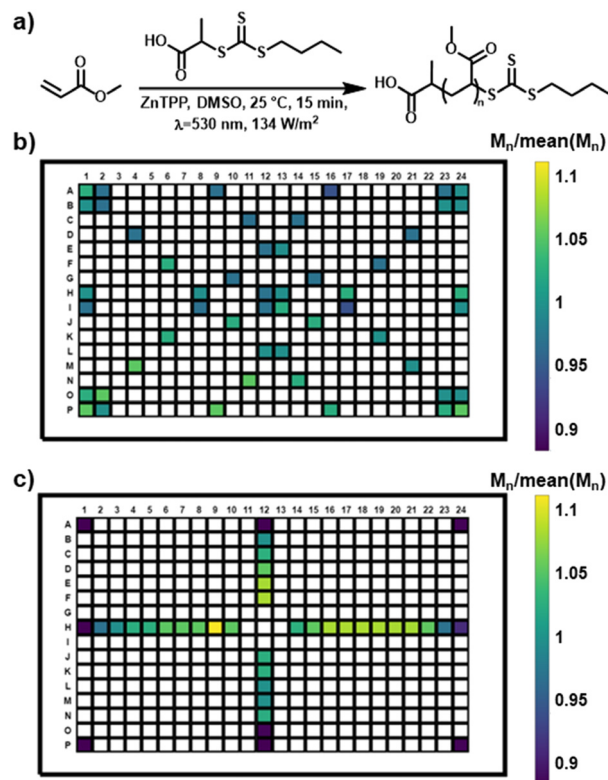 a)
HO
O
S
S
S
O
O
ZnTPP, DMSO, 25 °C, 15 min,
λ=530 nm, 134 W/m²
HO
O
O
O
n
S
S
S
b)
Mₙ/mean(Mₙ)
1 2 3 4 5 6 7 8 9 10 11 12 13 14 15 16 17 18 19 20 21 22 23 24
A
B
C
D
E
F
G
H
I
J
K
L
M
N
O
P
1.1
1.05
1
0.95
0.9
c)
Mₙ/mean(Mₙ)
1 2 3 4 5 6 7 8 9 10 11 12 13 14 15 16 17 18 19 20 21 22 23 24
A
B
C
D
E
F
G
H
I
J
K
L
M
N
O
P
1.1
1.05
1
0.95
0.9